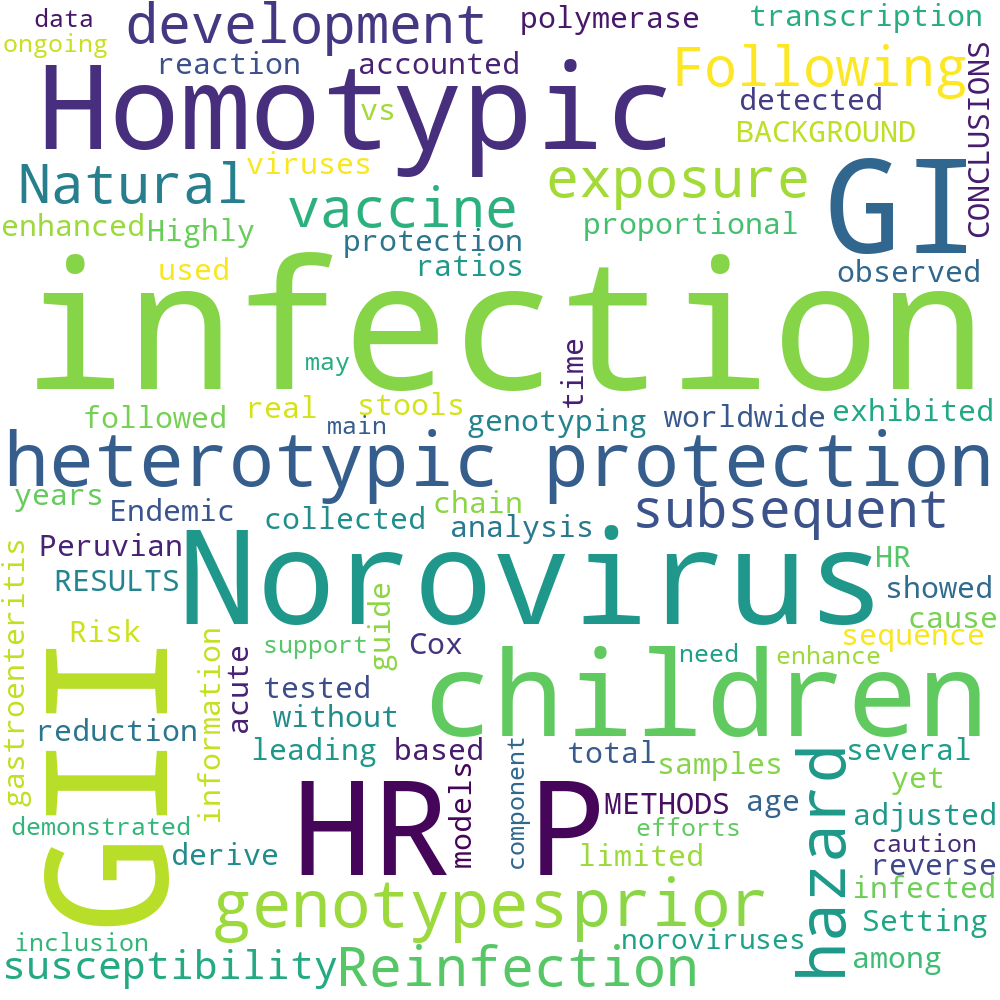 data
development
polymerase
transcription
ongoing
reaction
accounted
Following
CONCLUSIONS
Homotypic
vs
detected
BACKGROUND
viruses
Natural
vaccine
exposure
GI
enhanced
Highly
protection
proportional
used
ratios
observed
infection
may
time
followed
real
stools
main
genotyping
worldwide
exhibited
heterotypic protection
years
Endemic
chain
subsequent
collected
analysis
Peruvian
Norovirus
HR
RESULTS
showed
gastroenteritis
Risk
guide
cause
information
acute
support
Cox
need
sequence
enhance
GII
tested
children
reduction
without
leading
based
models
component
total
samples
hazard
several
yet
HR
P
METHODS
age
adjusted
demonstrated
derive
efforts
limited
caution
reverse
genotypes
prior
infected
Setting
inclusion
noroviruses
susceptibility
Reinfection
among